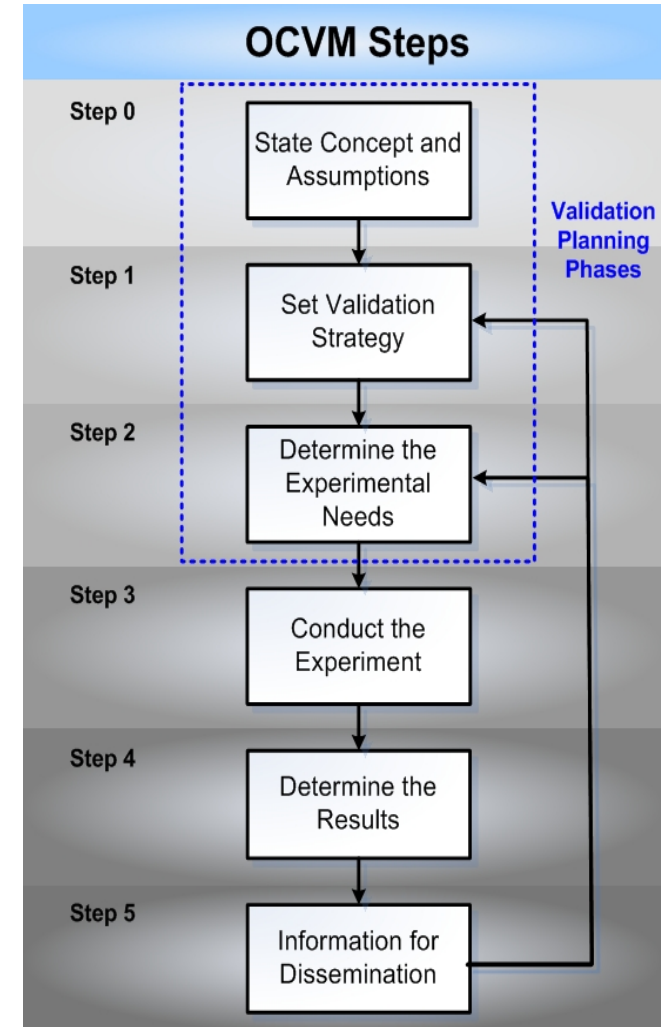 OCVM Steps
Step 0
State Concept and
Assumptions
Validation
Planning
Phases
Step 1
Set Validation
Strategy
Step 2
Determine the
Experimental
Needs
Step 3
Conduct the
Experiment
Step 4
Determine the
Results
Step 5
Information for
Dissemination